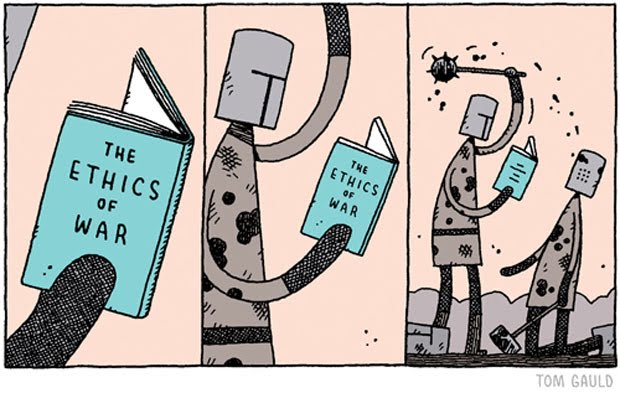 THE
ETHICS
OF
WAR
THE
ETHICS
OF
WAR
TOM GAULD